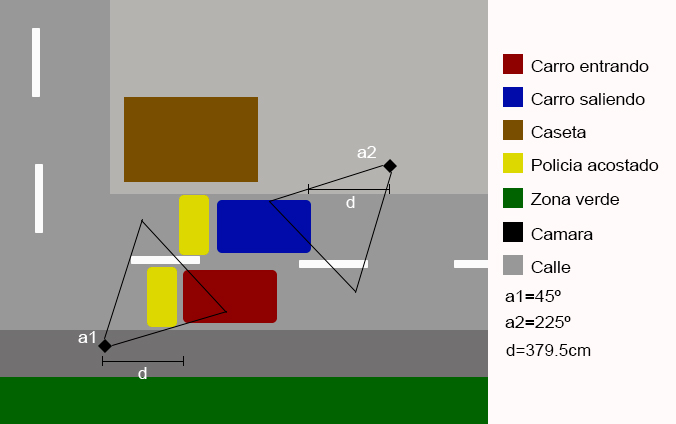 a2
d
a1
d
Carro entrando
Carro saliendo
Caseta
Policia acostado
Zona verde
Camara
Calle
a1=45º
a2=225º
d=379.5cm